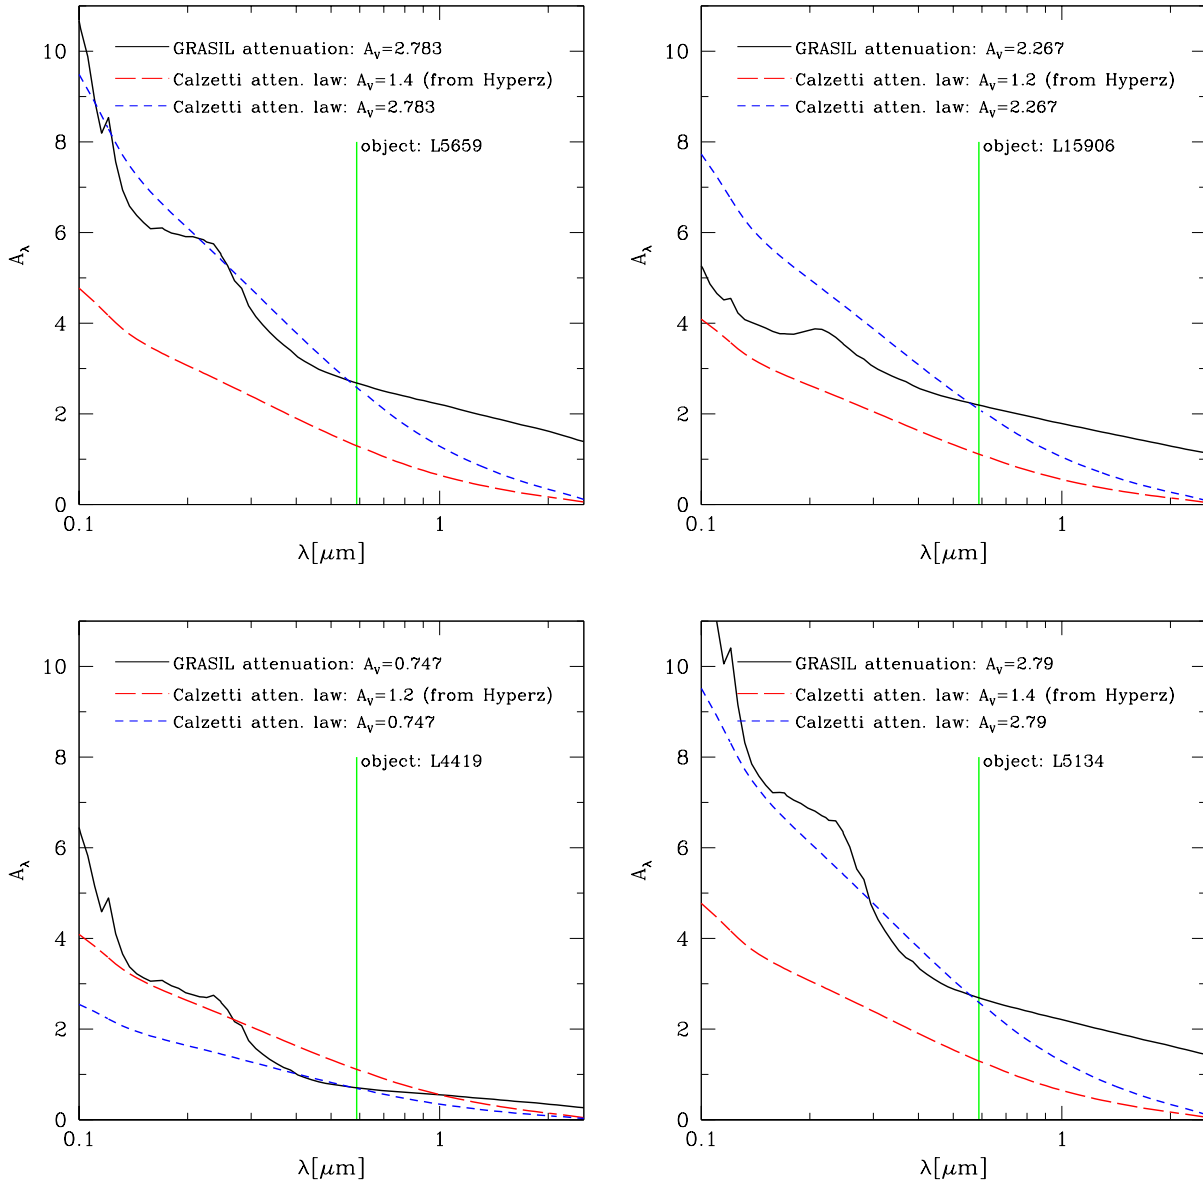 GRASIL attenuation: A_V=2.783
Calzetti atten. law: A_V=1.4 (from Hyperz)
Calzetti atten. law: A_V=2.783
object: L5659
10
8
6
4
2
0
A_λ
0.1 1
λ[μm]
GRASIL attenuation: A_V=2.267
Calzetti atten. law: A_V=1.2 (from Hyperz)
Calzetti atten. law: A_V=2.267
object: L15906
10
8
6
4
2
0
A_λ
0.1 1
λ[μm]
GRASIL attenuation: A_V=0.747
Calzetti atten. law: A_V=1.2 (from Hyperz)
Calzetti atten. law: A_V=0.747
object: L4419
10
8
6
4
2
0
A_λ
0.1 1
λ[μm]
GRASIL attenuation: A_V=2.79
Calzetti atten. law: A_V=1.4 (from Hyperz)
Calzetti atten. law: A_V=2.79
object: L5134
10
8
6
4
2
0
A_λ
0.1 1
λ[μm]